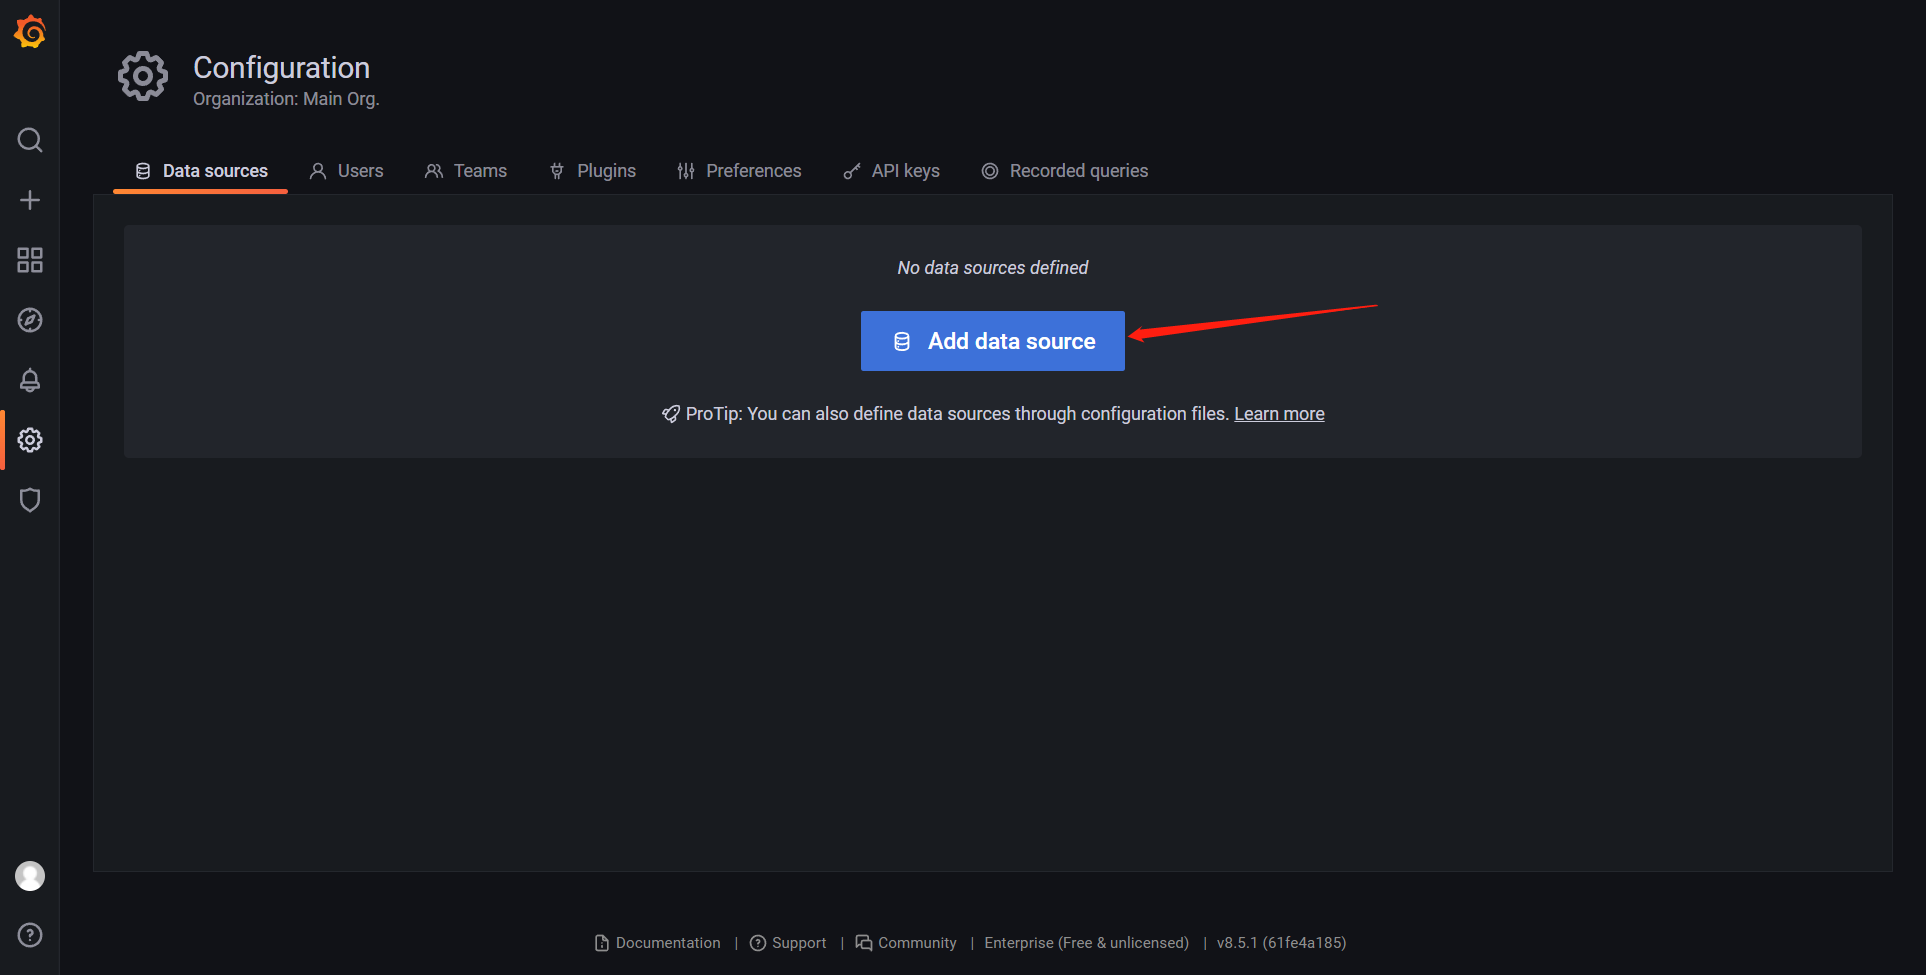 Configuration
Organization: Main Org.
Data sources Users Teams Plugins Preferences API keys Recorded queries
No data sources defined
Add data source
ProTip: You can also define data sources through configuration files. Learn more
Documentation | Support | Community | Enterprise (Free & unlicensed) | v8.5.1 (61fe4a185)